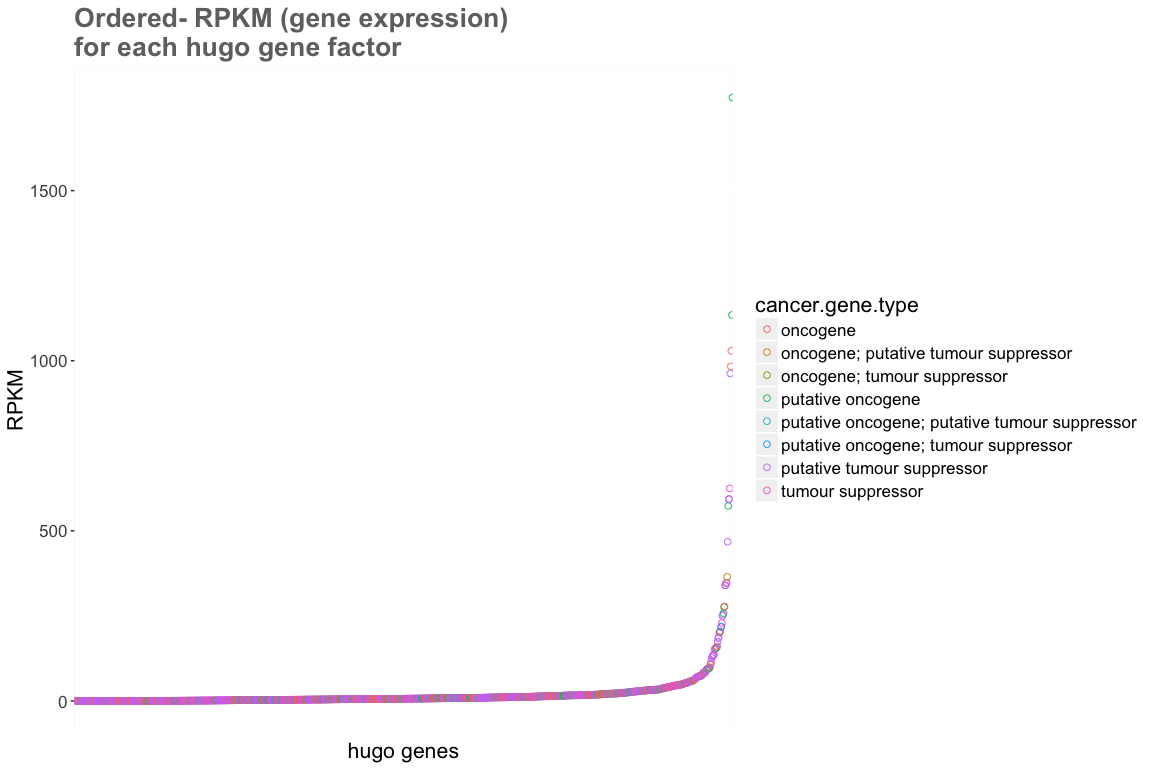 Ordered- RPKM (gene expression)
for each hugo gene factor
RPKM
1500
1000
500
0
hugo genes
cancer.gene.type
oncogene
oncogene; putative tumour suppressor
oncogene; tumour suppressor
putative oncogene
putative oncogene; putative tumour suppressor
putative oncogene; tumour suppressor
putative tumour suppressor
tumour suppressor